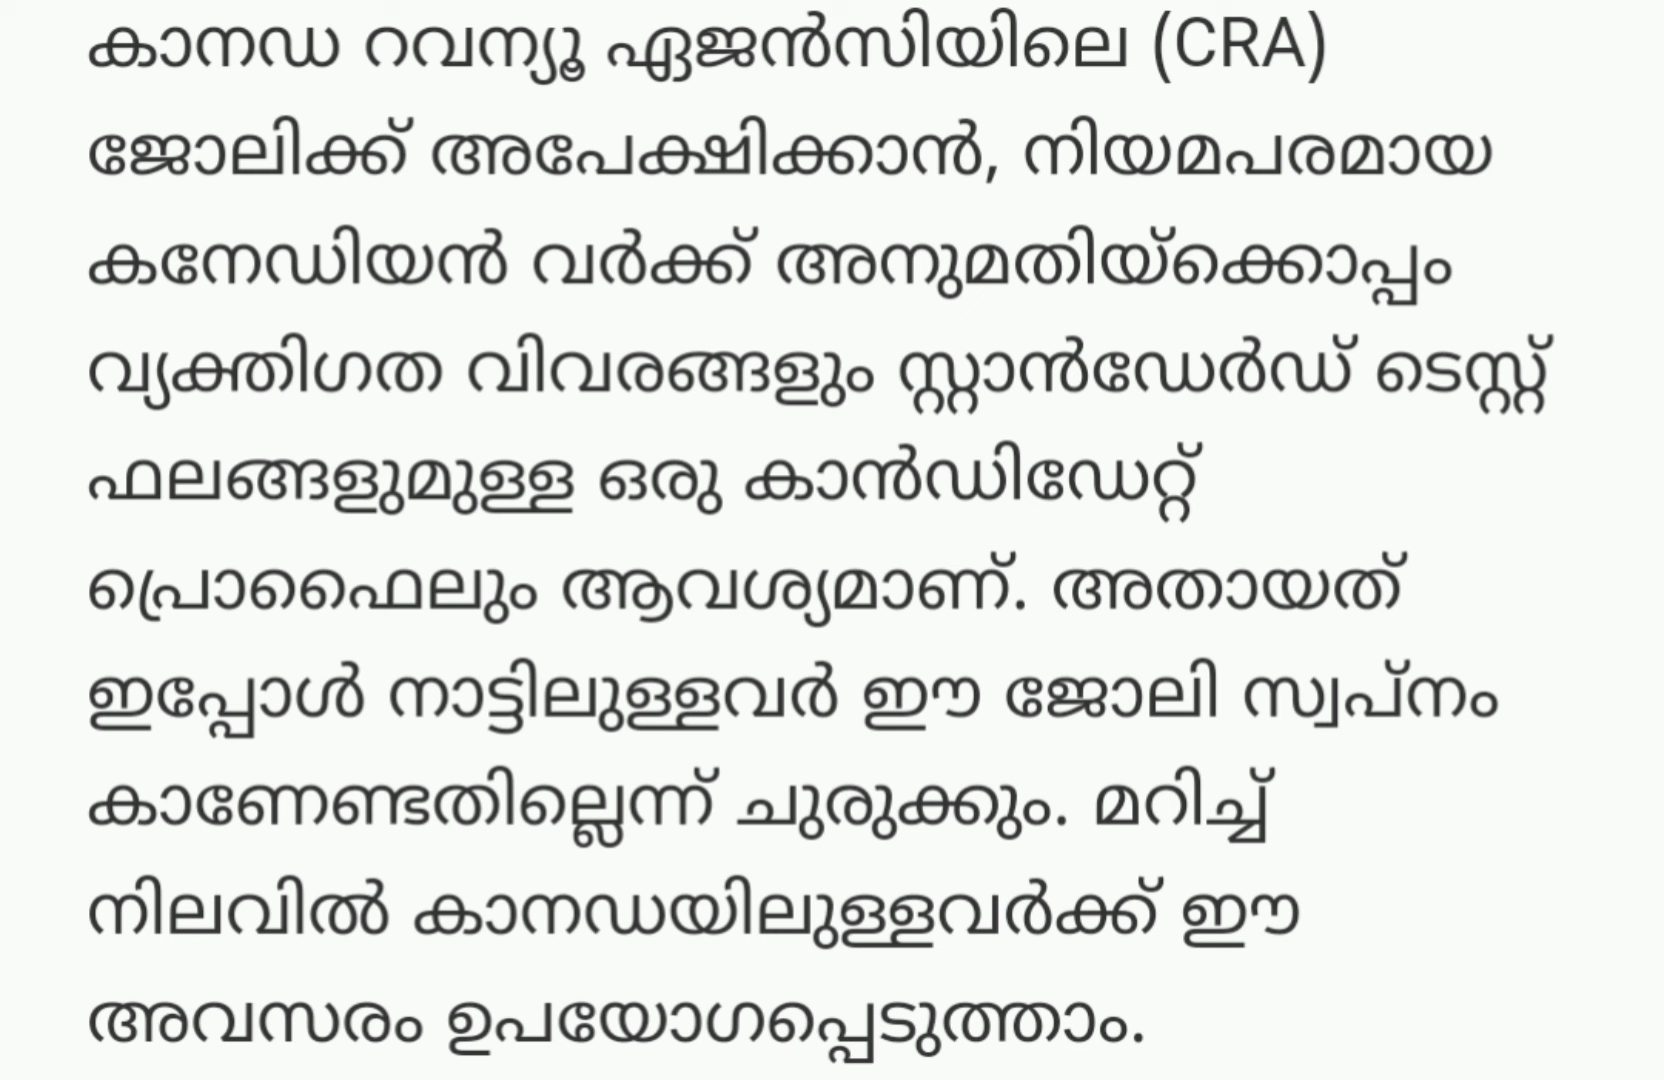 കാനഡ റവന്യൂ ഏജൻസിയിലെ (CRA)
ജോലിക്ക് അപേക്ഷിക്കാൻ, നിയമപരമായ
കനേഡിയൻ വർക്ക് അനുമതിയ്ക്കൊപ്പം
വ്യക്തിഗത വിവരങ്ങളും സ്റ്റാൻഡേർഡ് ടെസ്റ്റ്
ഫലങ്ങളുമുള്ള ഒരു കാൻഡിഡേറ്റ്
പ്രൊഫൈലും ആവശ്യമാണ്. അതായത്
ഇപ്പോൾ നാട്ടിലുള്ളവർ ഈ ജോലി സ്വപ്നം
കാണേണ്ടതില്ലെന്ന് ചുരുക്കും. മറിച്ച്
നിലവിൽ കാനഡയിലുള്ളവർക്ക് ഈ
അവസരം ഉപയോഗപ്പെടുത്താം.